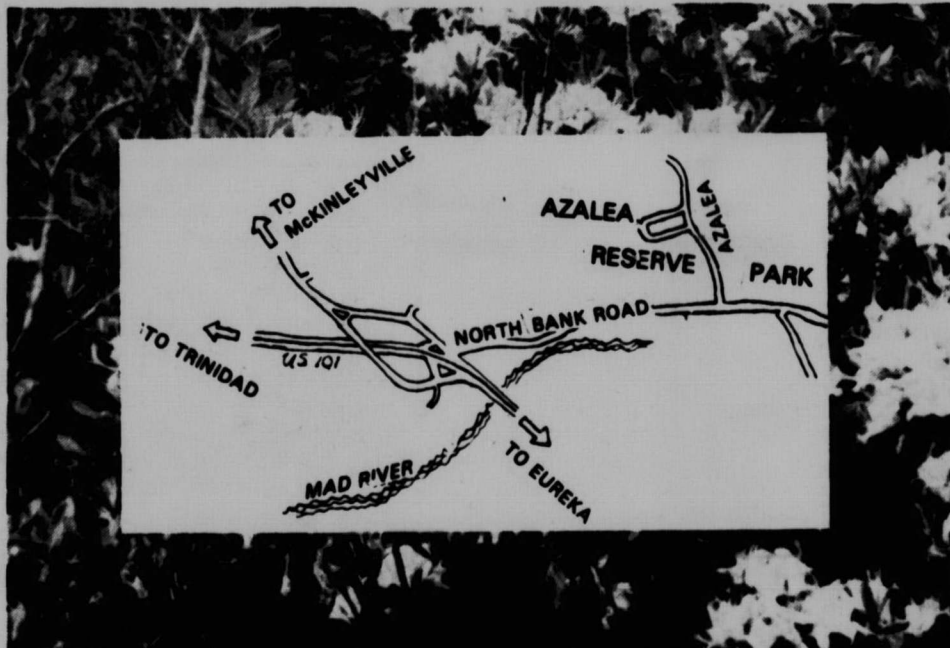 TO
McKINLEYVILLE
AZALEA
AZALEA
RESERVE
PARK
NORTH BANK ROAD
TO TRINIDAD
US 101
MAD RIVER
TO EUREKA